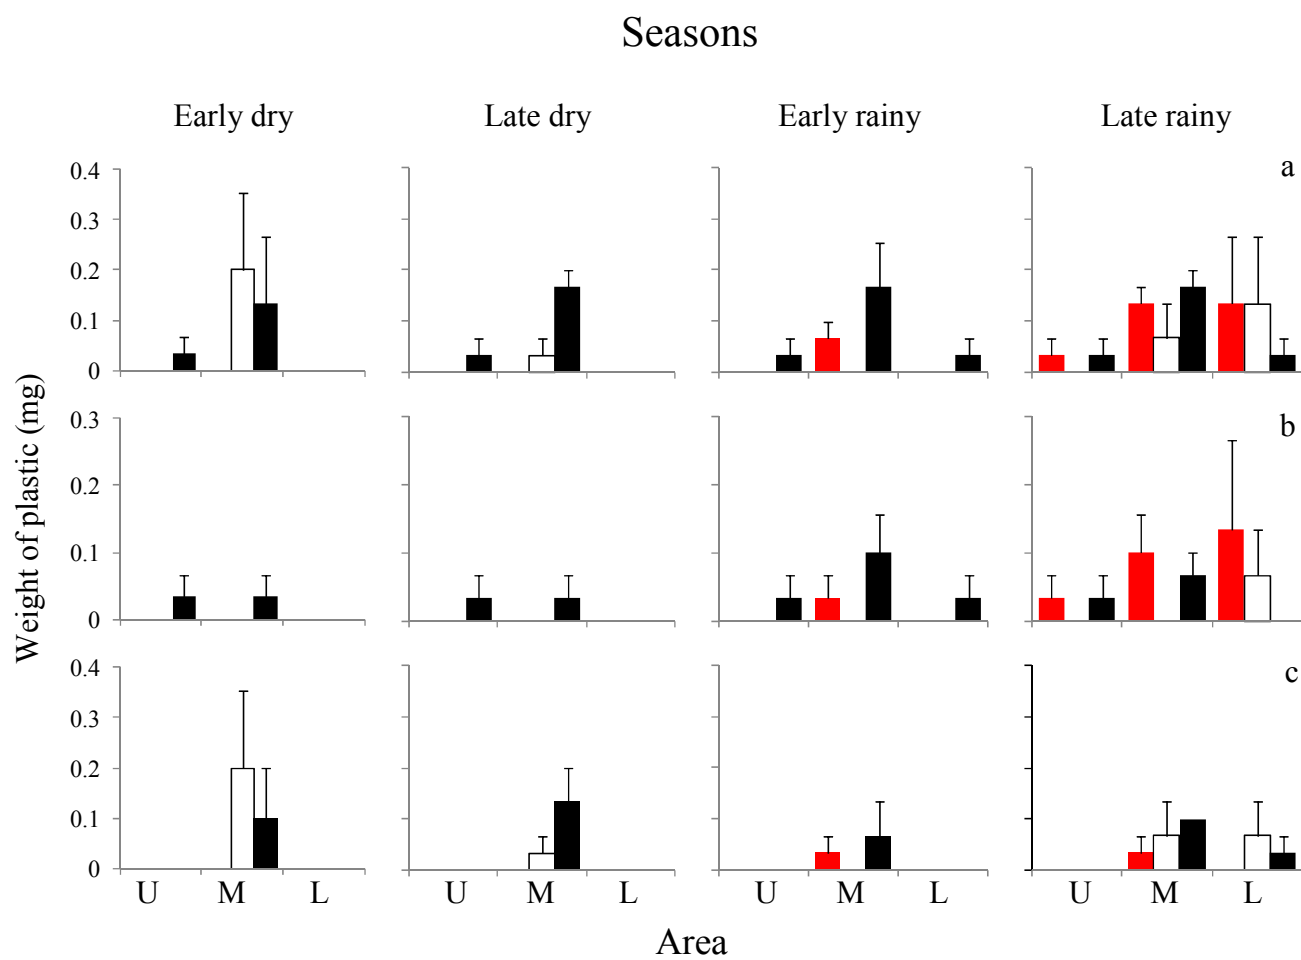 Seasons
Early dry Late dry Early rainy Late rainy
a
0.4
0.3
0.2
0.1
0
b
0.3
0.2
0.1
0
c
0.4
0.3
0.2
0.1
0
Weight of plastic (mg)
U M L U M L U M L U M L
Area